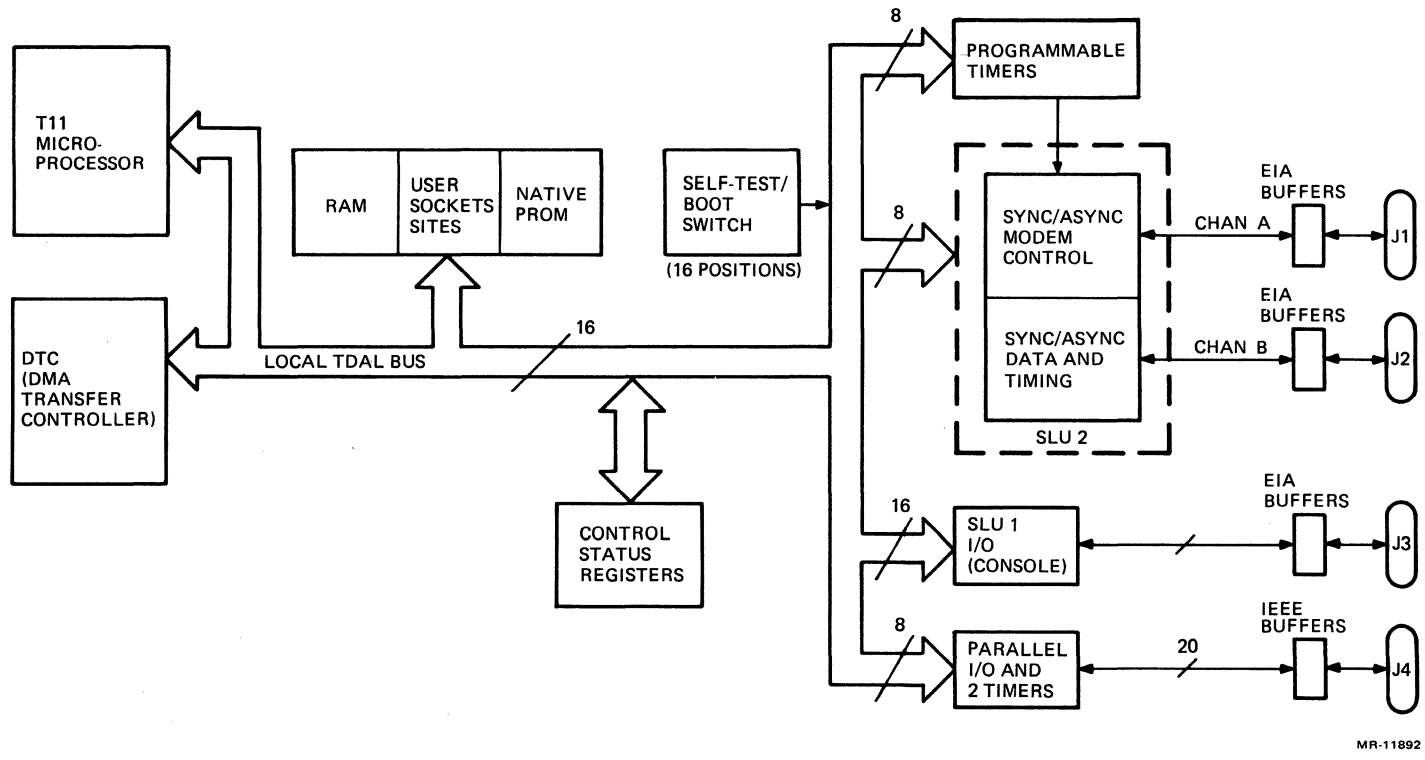 T11
MICRO-
PROCESSOR
DTC
(DMA
TRANSFER
CONTROLLER)
RAM
USER
SOCKETS
SITES
NATIVE
PROM
LOCAL TDAL BUS
16
CONTROL
STATUS
REGISTERS
SELF-TEST/
BOOT
SWITCH
(16 POSITIONS)
8
PROGRAMMABLE
TIMERS
8
SYNC/ASYNC
MODEM
CONTROL
SYNC/ASYNC
DATA AND
TIMING
SLU 2
CHAN A
EIA
BUFFERS
J1
CHAN B
EIA
BUFFERS
J2
16
SLU 1
I/O
(CONSOLE)
EIA
BUFFERS
J3
8
PARALLEL
I/O AND
2 TIMERS
20
IEEE
BUFFERS
J4
MR-11892